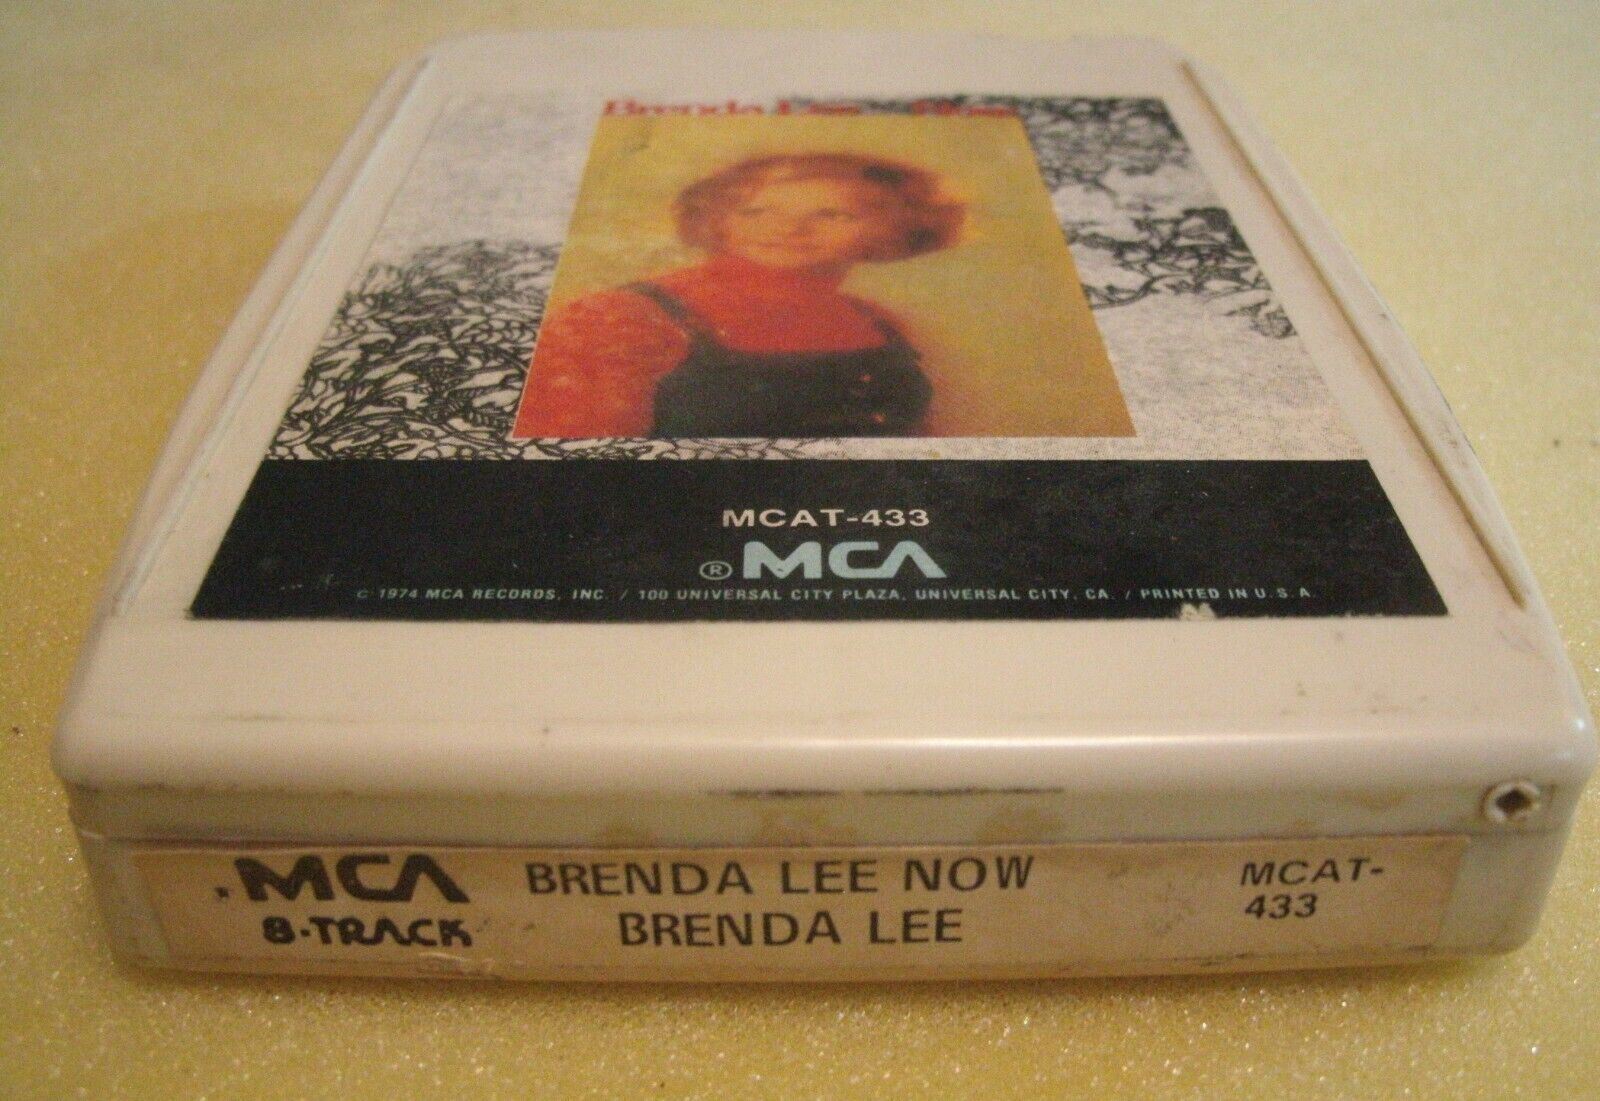 Brenda Lee Now
MCAT-433
® MCA
© 1974 MCA RECORDS, INC. / 100 UNIVERSAL CITY PLAZA, UNIVERSAL CITY, CA. / PRINTED IN U.S.A.
MCA
8·TRACK
BRENDA LEE NOW
BRENDA LEE
MCAT-
433